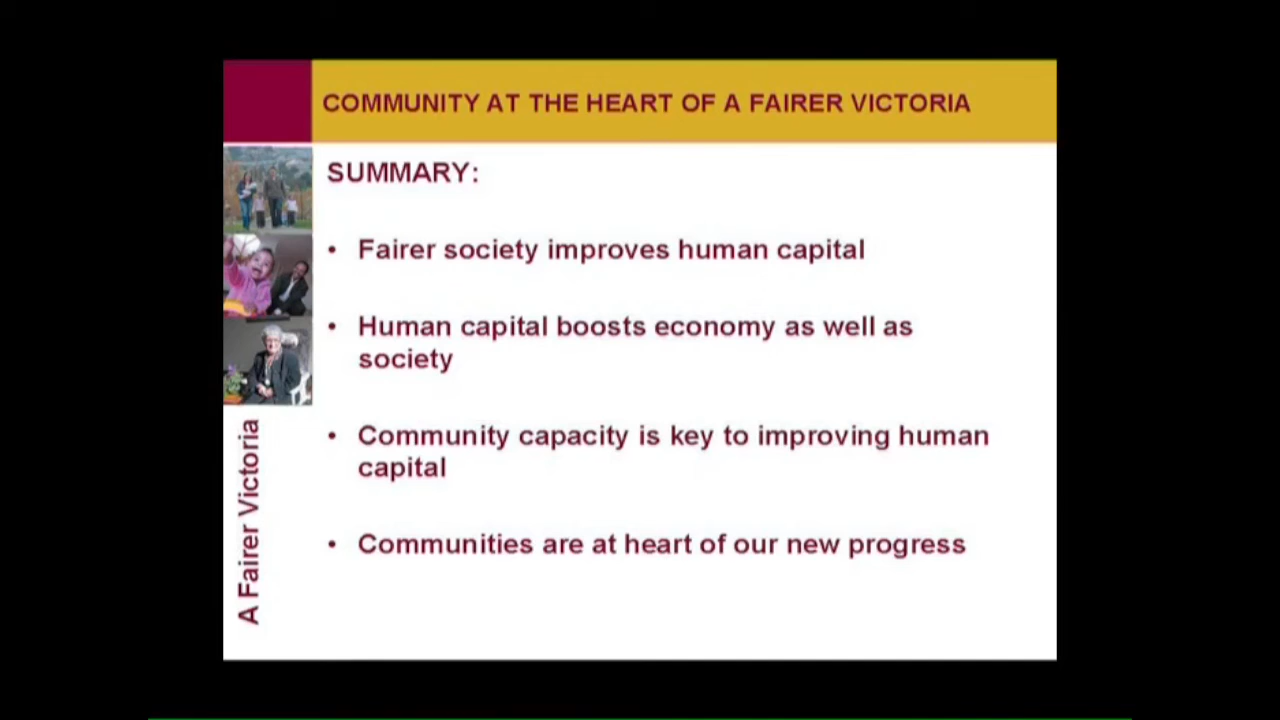 COMMUNITY AT THE HEART OF A FAIRER VICTORIA
SUMMARY:
• Fairer society improves human capital
• Human capital boosts economy as well as
society
• Community capacity is key to improving human
capital
• Communities are at heart of our new progress
A Fairer Victoria